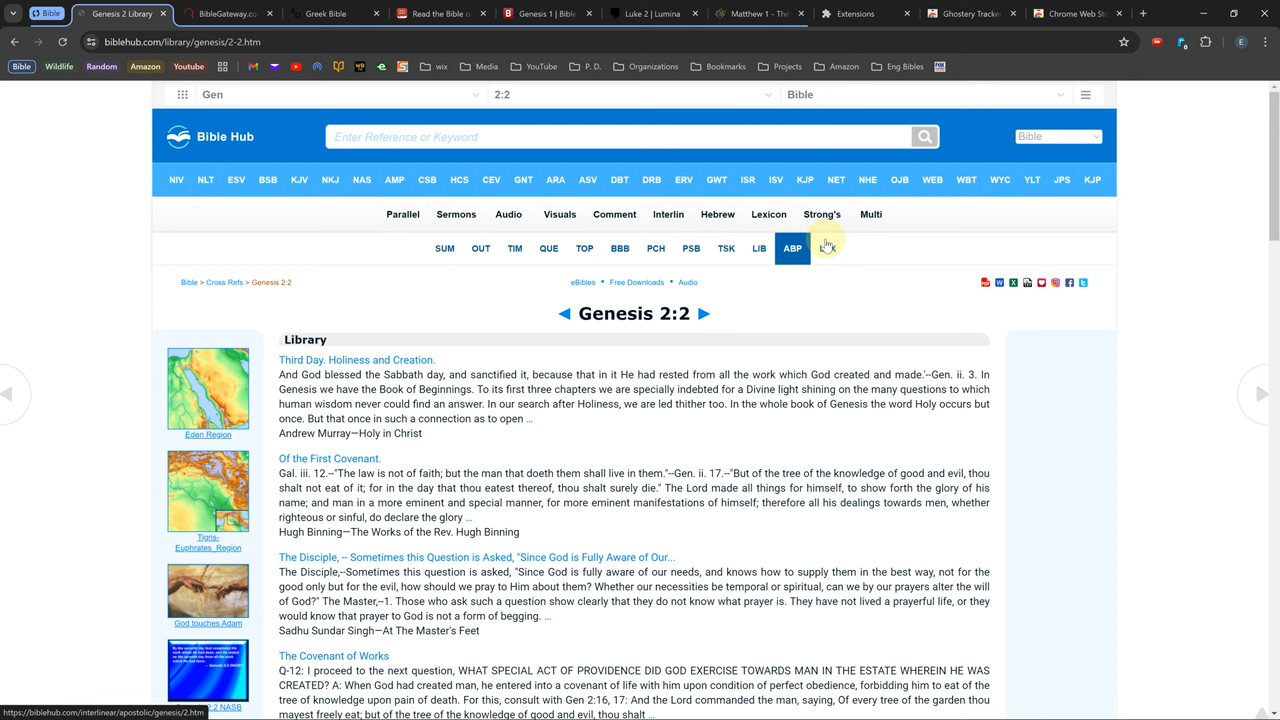 Bible
Genesis 2 Library
BibleGateway.co
Greek Bible
Read the Bible
Genesis 1 Bible
Luke 2 | Lumina
The
Extensions
Ghostery Tracke
Chrome Web St
biblehub.com/library/genesis/2-2.htm
E
Bible Wildlife Random Amazon Youtube wix Media YouTube P. D. Organizations Bookmarks Projects Amazon Eng Bibles
Gen 2:2 Bible
Bible Hub Enter Reference or Keyword Bible
NIV NLT ESV BSB KJV NKJ NAS AMP CSB HCS CEV GNT ARA ASV DBT DRB ERV GWT ISR ISV KJP NET NHE OJB WEB WBT WYC YLT JPS KJP
Parallel Sermons Audio Visuals Comment Interlin Hebrew Lexicon Strong's Multi
SUM OUT TIM QUE TOP BBB PCH PSB TSK LIB ABP
Bible > Cross Refs > Genesis 2:2
eBibles • Free Downloads • Audio
◄ Genesis 2:2 ►
Library
Third Day. Holiness and Creation.
And God blessed the Sabbath day, and sanctified it, because that in it He had rested from all the work which God created and made.'--Gen. ii. 3. In
Genesis we have the Book of Beginnings. To its first three chapters we are specially indebted for a Divine light shining on the many questions to which
human wisdom never could find an answer. In our search after Holiness, we are led thither too. In the whole book of Genesis the word Holy occurs but
once. But that once in such a connection as to open ...
Andrew Murray—Holy in Christ
Of the First Covenant.
Gal. iii. 12.--"The law is not of faith; but the man that doeth them shall live in them."--Gen. ii. 17.--"But of the tree of the knowledge of good and evil, thou
shalt not eat of it; for in the day that thou eatest thereof, thou shalt surely die." The Lord made all things for himself, to show forth the glory of his
name; and man in a more eminent and special manner, for more eminent manifestations of himself; therefore all his dealings towards men, whether
righteous or sinful, do declare the glory ...
Hugh Binning—The Works of the Rev. Hugh Binning
The Disciple, -- Sometimes this Question is Asked, "Since God is Fully Aware of Our...
The Disciple,--Sometimes this question is asked, "Since God is fully aware of our needs, and knows how to supply them in the best way, not for the
good only but for the evil, how should we pray to Him about them? Whether our necessities be temporal or spiritual, can we by our prayers alter the will
of God?" The Master,--1. Those who ask such a question show clearly that they do not know what prayer is. They have not lived a prayerful life, or they
would know that prayer to God is not a form of begging. ...
Sadhu Sundar Singh—At The Master's Feet
The Covenant of Works
Q-12: I proceed to the next question, WHAT SPECIAL ACT OF PROVIDENCE DID GOD EXERCISE TOWARDS MAN IN THE ESTATE WHEREIN HE WAS
CREATED? A: When God had created man, he entered into a covenant of life with him upon condition of perfect obedience, forbidding him to eat of the
tree of knowledge upon pain of death. For this, consult with Gen 2:16, 17: And the Lord commanded the man, saying, Of every tree of the garden thou
mayest freely eat; but of the tree of the knowledge of good and evil, thou shalt ...
Eden Region
Tigris-
Euphrates_Region
God touches Adam
2:2 NASB
https://biblehub.com/interlinear/apostolic/genesis/2.htm